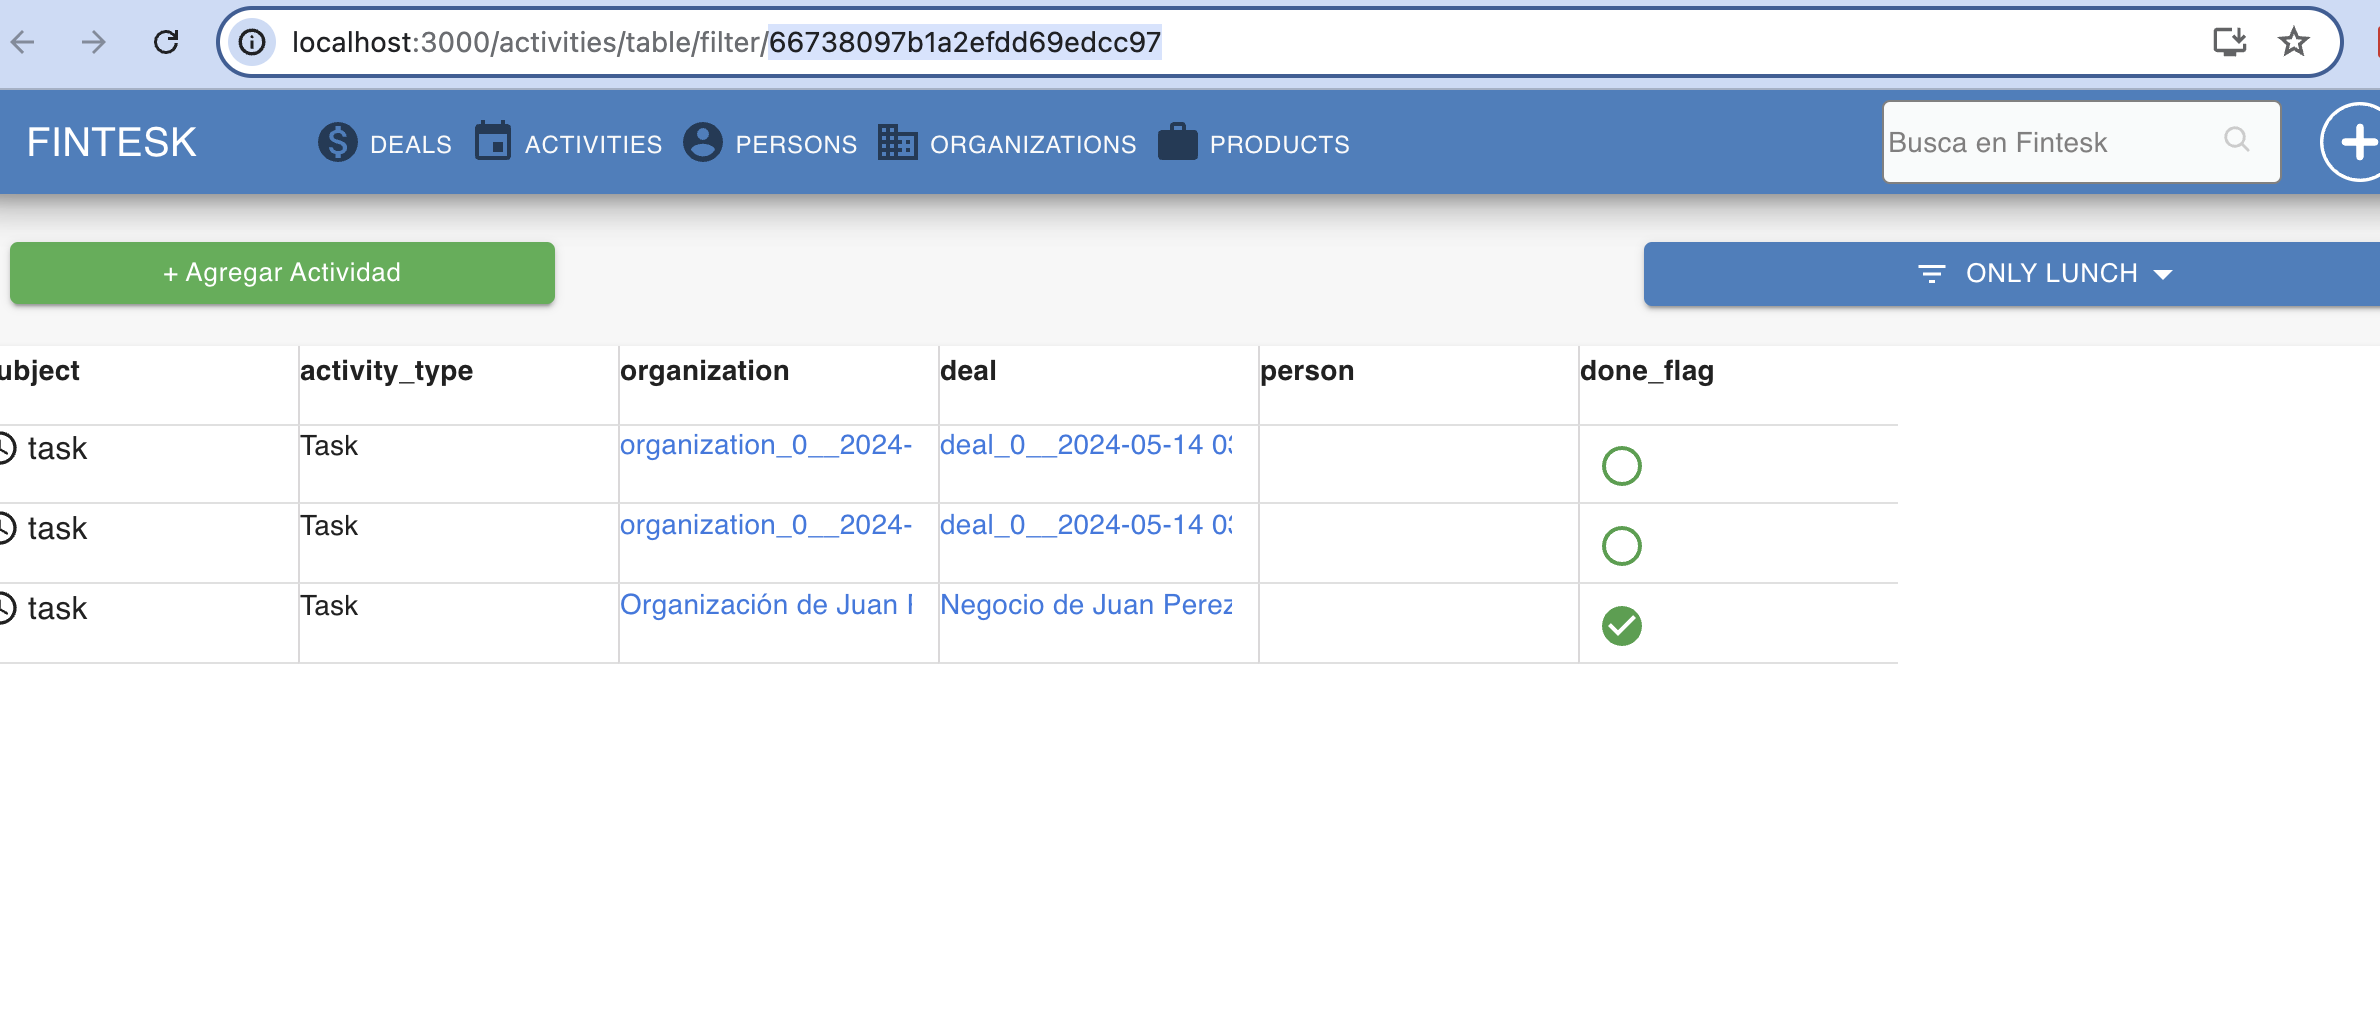 localhost:3000/activities/table/filter/66738097b1a2efdd69edcc97
FINTESK DEALS ACTIVITIES PERSONS ORGANIZATIONS PRODUCTS Busca en Fintesk
+ Agregar Actividad ONLY LUNCH
ubject activity_type organization deal person done_flag
task Task organization_0__2024- deal_0__2024-05-14
task Task organization_0__2024- deal_0__2024-05-14
task Task Organización de Juan Negocio de Juan Perez